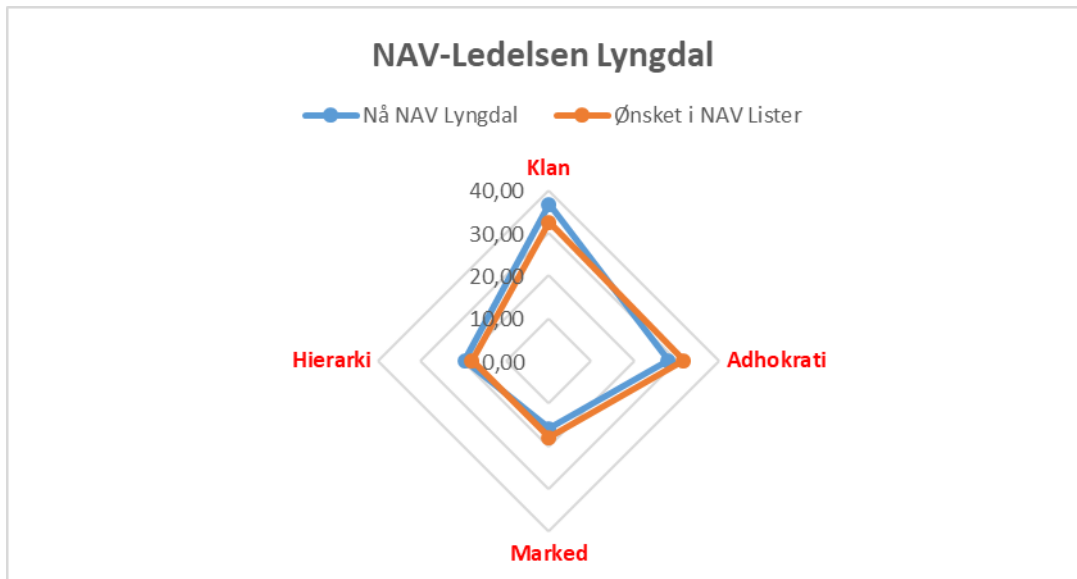 NAV-Ledelsen Lyngdal
Nå NAV Lyngdal Ønsket i NAV Lister
Klan
40,00
30,00
20,00
10,00
Hierarki 0,00 Adhokrati
Marked